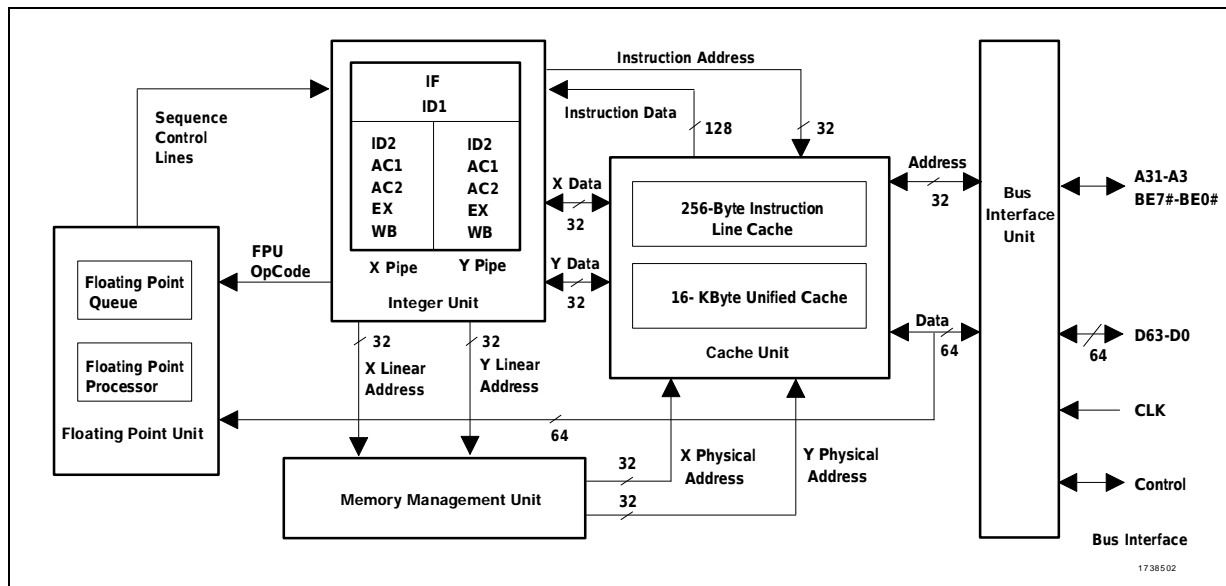 Instruction Address
IF
ID1
Instruction Data
128
32
Sequence
Control
Lines
ID2
AC1
AC2
EX
WB
ID2
AC1
AC2
EX
WB
X Pipe
Y Pipe
Integer Unit
X Data
32
Y Data
32
256-Byte Instruction
Line Cache
16- KByte Unified Cache
Cache Unit
Address
32
Data
64
Bus
Interface
Unit
A31-A3
BE7#-BE0#
D63-D0
64
CLK
Control
Bus Interface
FPU
OpCode
Floating Point
Queue
Floating Point
Processor
Floating Point Unit
32
X Linear
Address
32
Y Linear
Address
64
Memory Management Unit
32
32
X Physical
Address
Y Physical
Address
1738502